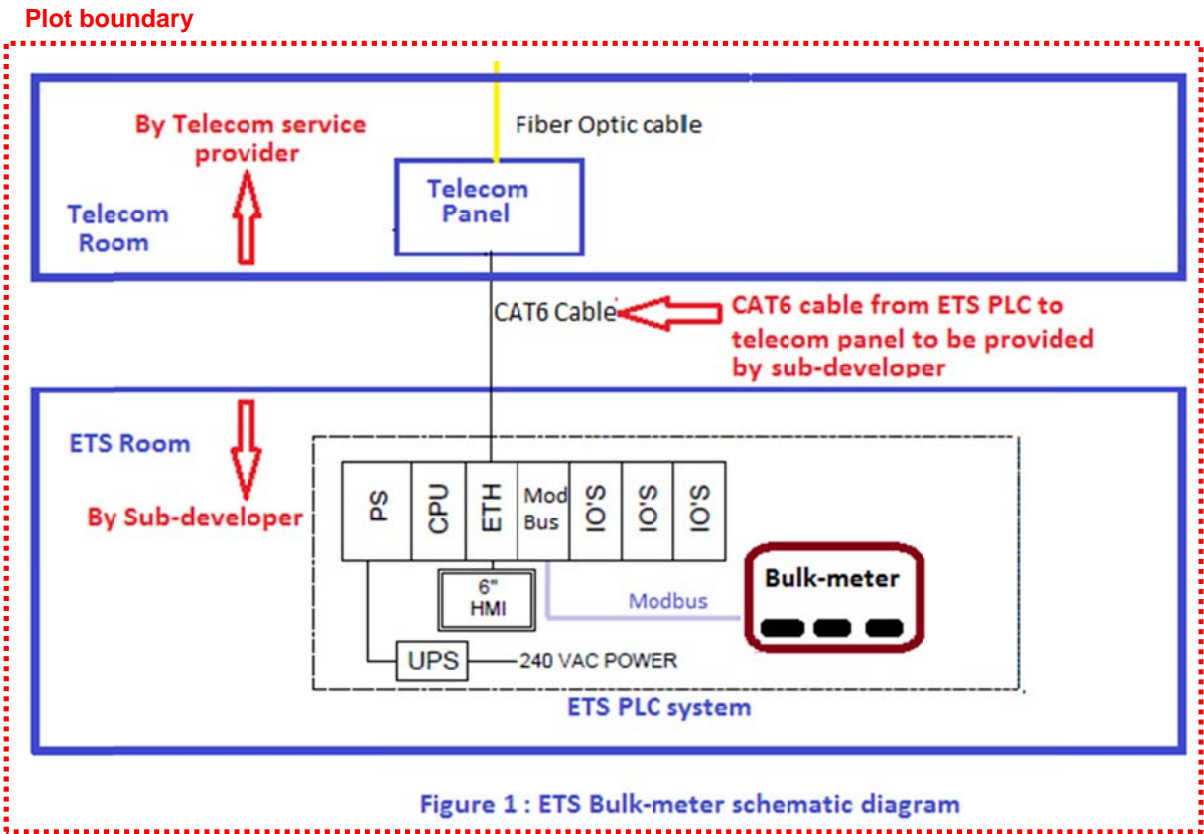 Plot boundary
By Telecom service
provider
Fiber Optic cable
Telecom
Panel
Telecom
Room
CAT6 Cable
CAT6 cable from ETS PLC to
telecom panel to be provided
by sub-developer
ETS Room
By Sub-developer
PS
CPU
ETH
Mod
Bus
IO'S
IO'S
IO'S
6"
HMI
Modbus
Bulk-meter
UPS
240 VAC POWER
ETS PLC system
Figure 1 : ETS Bulk-meter schematic diagram